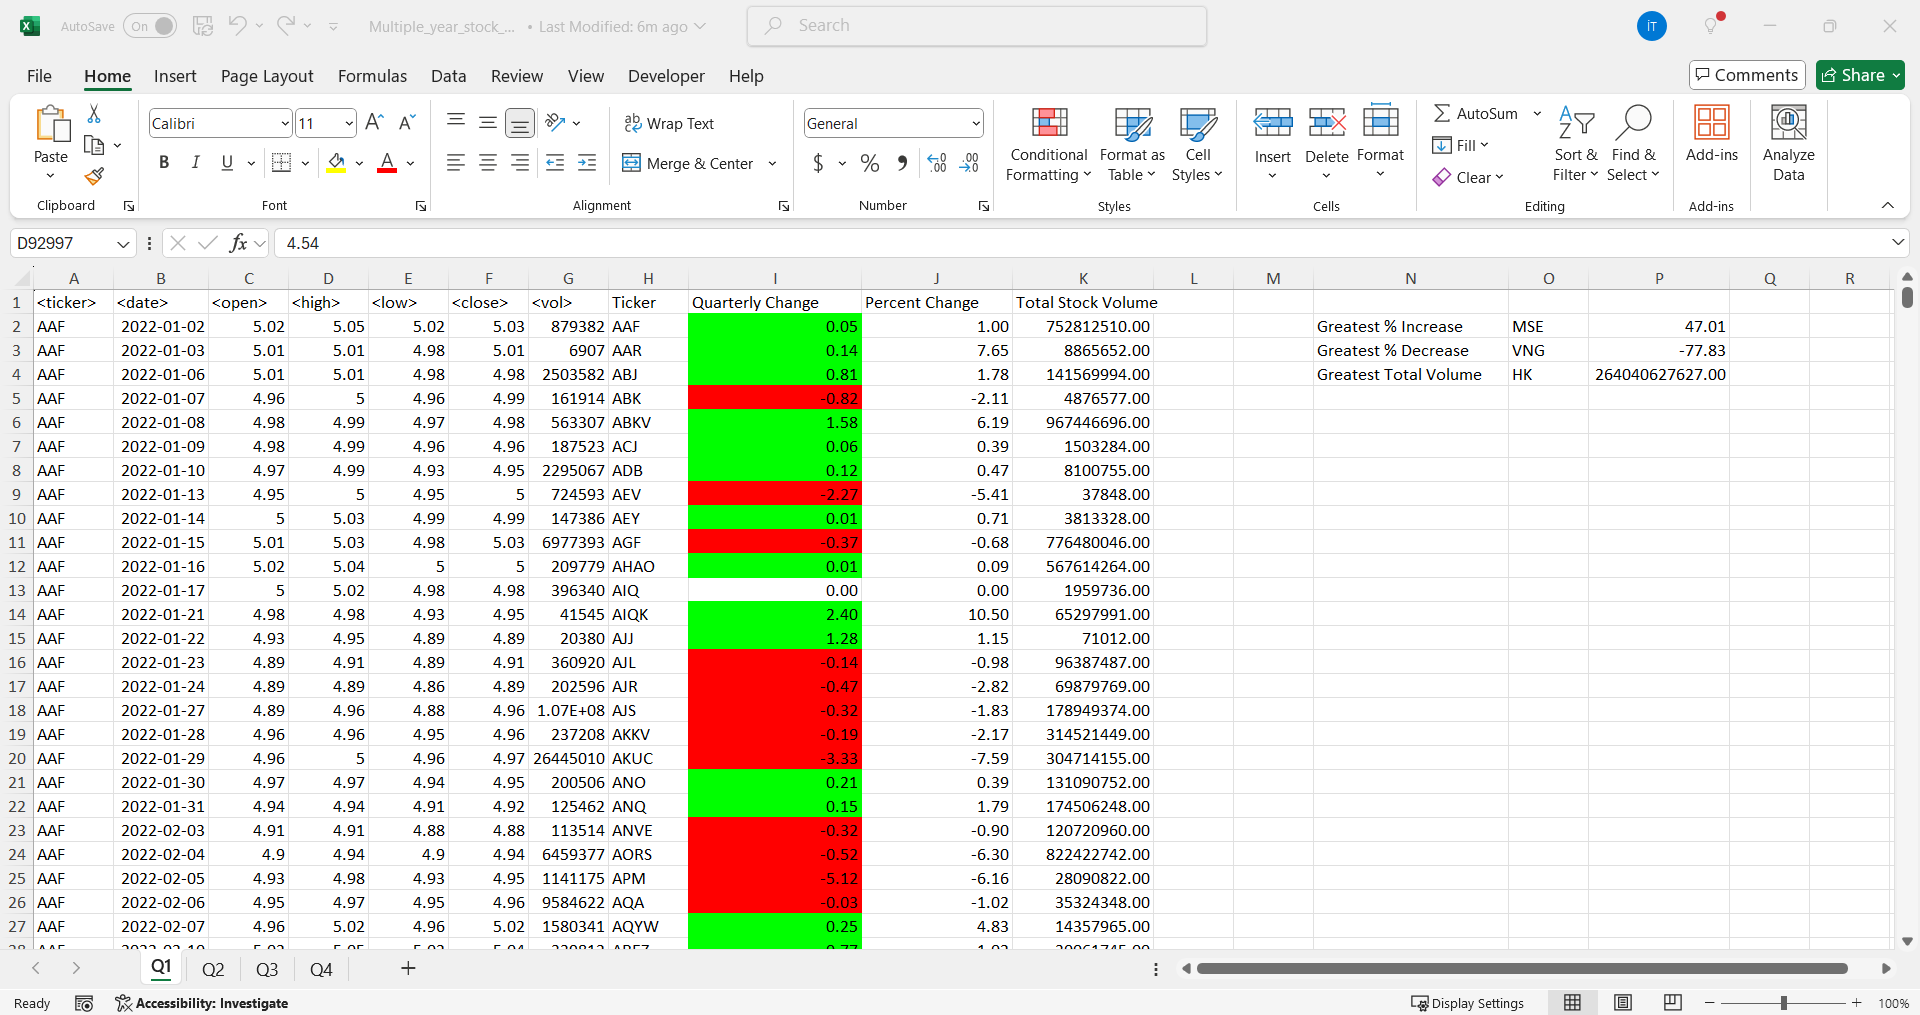 AutoSave On Multiple_year_stock_... • Last Modified: 6m ago Search İT
File Home Insert Page Layout Formulas Data Review View Developer Help Comments Share
Paste Calibri 11 Wrap Text General Conditional Formatting Format as Table Cell Styles Insert Delete Format AutoSum Fill Clear Sort & Filter Find & Select Add-ins Analyze Data
B I U Merge & Center $ %
Clipboard Font Alignment Number Styles Cells Editing Add-ins
D92997 fx 4.54
A B C D E F G H I J K L M N O P Q R
1 <ticker> <date> <open> <high> <low> <close> <vol> Ticker Quarterly Change Percent Change Total Stock Volume
2 AAF 2022-01-02 5.02 5.05 5.02 5.03 879382 AAF 0.05 1.00 752812510.00 Greatest % Increase MSE 47.01
3 AAF 2022-01-03 5.01 5.01 4.98 5.01 6907 AAR 0.14 7.65 8865652.00 Greatest % Decrease VNG -77.83
4 AAF 2022-01-06 5.01 5.01 4.98 4.98 2503582 ABJ 0.81 1.78 141569994.00 Greatest Total Volume HK 264040627627.00
5 AAF 2022-01-07 4.96 5 4.96 4.99 161914 ABK -0.82 -2.11 4876577.00
6 AAF 2022-01-08 4.98 4.99 4.97 4.98 563307 ABKV 1.58 6.19 967446696.00
7 AAF 2022-01-09 4.98 4.99 4.96 4.96 187523 ACJ 0.06 0.39 1503284.00
8 AAF 2022-01-10 4.97 4.99 4.93 4.95 2295067 ADB 0.12 0.47 8100755.00
9 AAF 2022-01-13 4.95 5 4.95 5 724593 AEV -2.27 -5.41 37848.00
10 AAF 2022-01-14 5 5.03 4.99 4.99 147386 AEY 0.01 0.71 3813328.00
11 AAF 2022-01-15 5.01 5.03 4.98 5.03 6977393 AGF -0.37 -0.68 776480046.00
12 AAF 2022-01-16 5.02 5.04 5 5 209779 AHAO 0.01 0.09 567614264.00
13 AAF 2022-01-17 5 5.02 4.98 4.98 396340 AIQ 0.00 0.00 1959736.00
14 AAF 2022-01-21 4.98 4.98 4.93 4.95 41545 AIQK 2.40 10.50 65297991.00
15 AAF 2022-01-22 4.93 4.95 4.89 4.89 20380 AJJ 1.28 1.15 71012.00
16 AAF 2022-01-23 4.89 4.91 4.89 4.91 360920 AJL -0.14 -0.98 96387487.00
17 AAF 2022-01-24 4.89 4.89 4.86 4.89 202596 AJR -0.47 -2.82 69879769.00
18 AAF 2022-01-27 4.89 4.96 4.88 4.96 1.07E+08 AJS -0.32 -1.83 178949374.00
19 AAF 2022-01-28 4.96 4.96 4.95 4.96 237208 AKKV -0.19 -2.17 314521449.00
20 AAF 2022-01-29 4.96 5 4.96 4.97 26445010 AKUC -3.33 -7.59 304714155.00
21 AAF 2022-01-30 4.97 4.97 4.94 4.95 200506 ANO 0.21 0.39 131090752.00
22 AAF 2022-01-31 4.94 4.94 4.91 4.92 125462 ANQ 0.15 1.79 174506248.00
23 AAF 2022-02-03 4.91 4.91 4.88 4.88 113514 ANVE -0.32 -0.90 120720960.00
24 AAF 2022-02-04 4.9 4.94 4.9 4.94 6459377 AORS -0.52 -6.30 822422742.00
25 AAF 2022-02-05 4.93 4.98 4.93 4.95 1141175 APM -5.12 -6.16 28090822.00
26 AAF 2022-02-06 4.95 4.97 4.95 4.96 9584622 AQA -0.03 -1.02 35324348.00
27 AAF 2022-02-07 4.96 5.02 4.96 5.02 1580341 AQYW 0.25 4.83 14357965.00
Q1 Q2 Q3 Q4
Ready Accessibility: Investigate Display Settings 100%